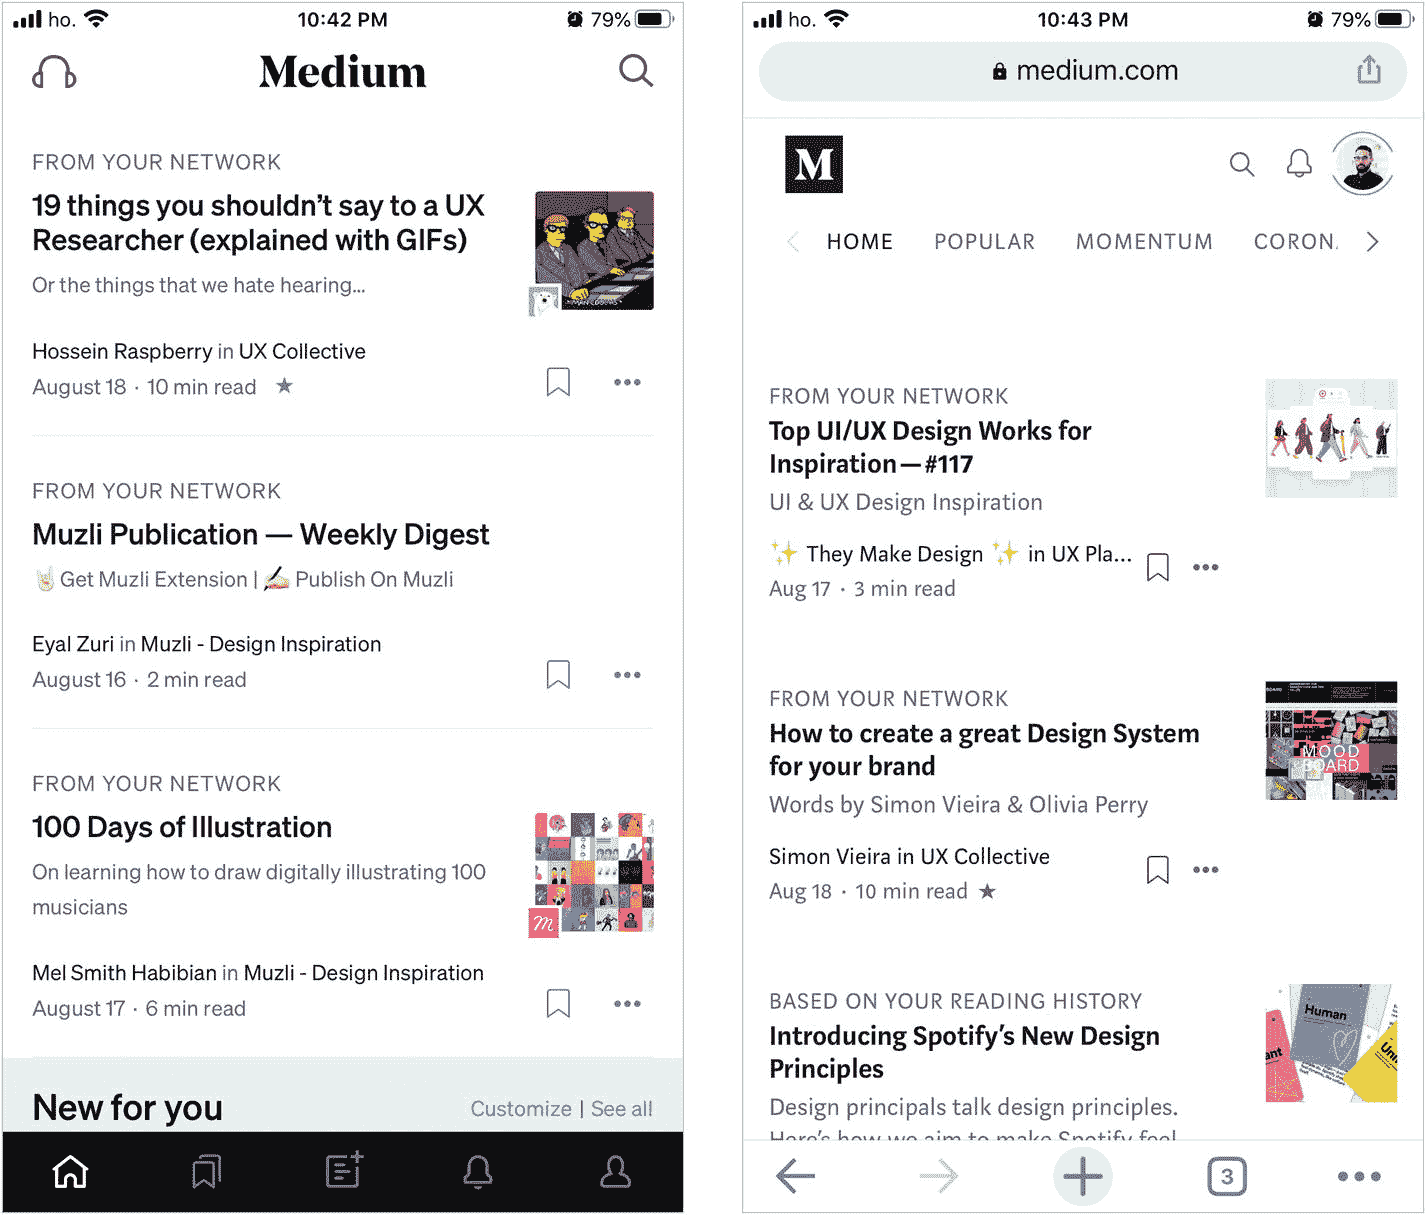 ho. 10:42 PM 79%
Medium
FROM YOUR NETWORK
19 things you shouldn't say to a UX
Researcher (explained with GIFs)
Or the things that we hate hearing...
Hossein Raspberry in UX Collective
August 18 · 10 min read ★
FROM YOUR NETWORK
Muzli Publication — Weekly Digest
🤘Get Muzli Extension | ✍️ Publish On Muzli
Eyal Zuri in Muzli - Design Inspiration
August 16 · 2 min read
FROM YOUR NETWORK
100 Days of Illustration
On learning how to draw digitally illustrating 100
musicians
m
Mel Smith Habibian in Muzli - Design Inspiration
August 17 · 6 min read
New for you
Customize | See all
ho. 10:43 PM 79%
medium.com
M
HOME POPULAR MOMENTUM CORON.
FROM YOUR NETWORK
Top UI/UX Design Works for
Inspiration — #117
UI & UX Design Inspiration
✨ They Make Design ✨ in UX Pla...
Aug 17 · 3 min read
FROM YOUR NETWORK
How to create a great Design System
for your brand
Words by Simon Vieira & Olivia Perry
MOOD
BOARD
Simon Vieira in UX Collective
Aug 18 · 10 min read ★
BASED ON YOUR READING HISTORY
Introducing Spotify's New Design
Principles
Human
Design principals talk design principles.
Here's how we aim to make Spotify feel
3